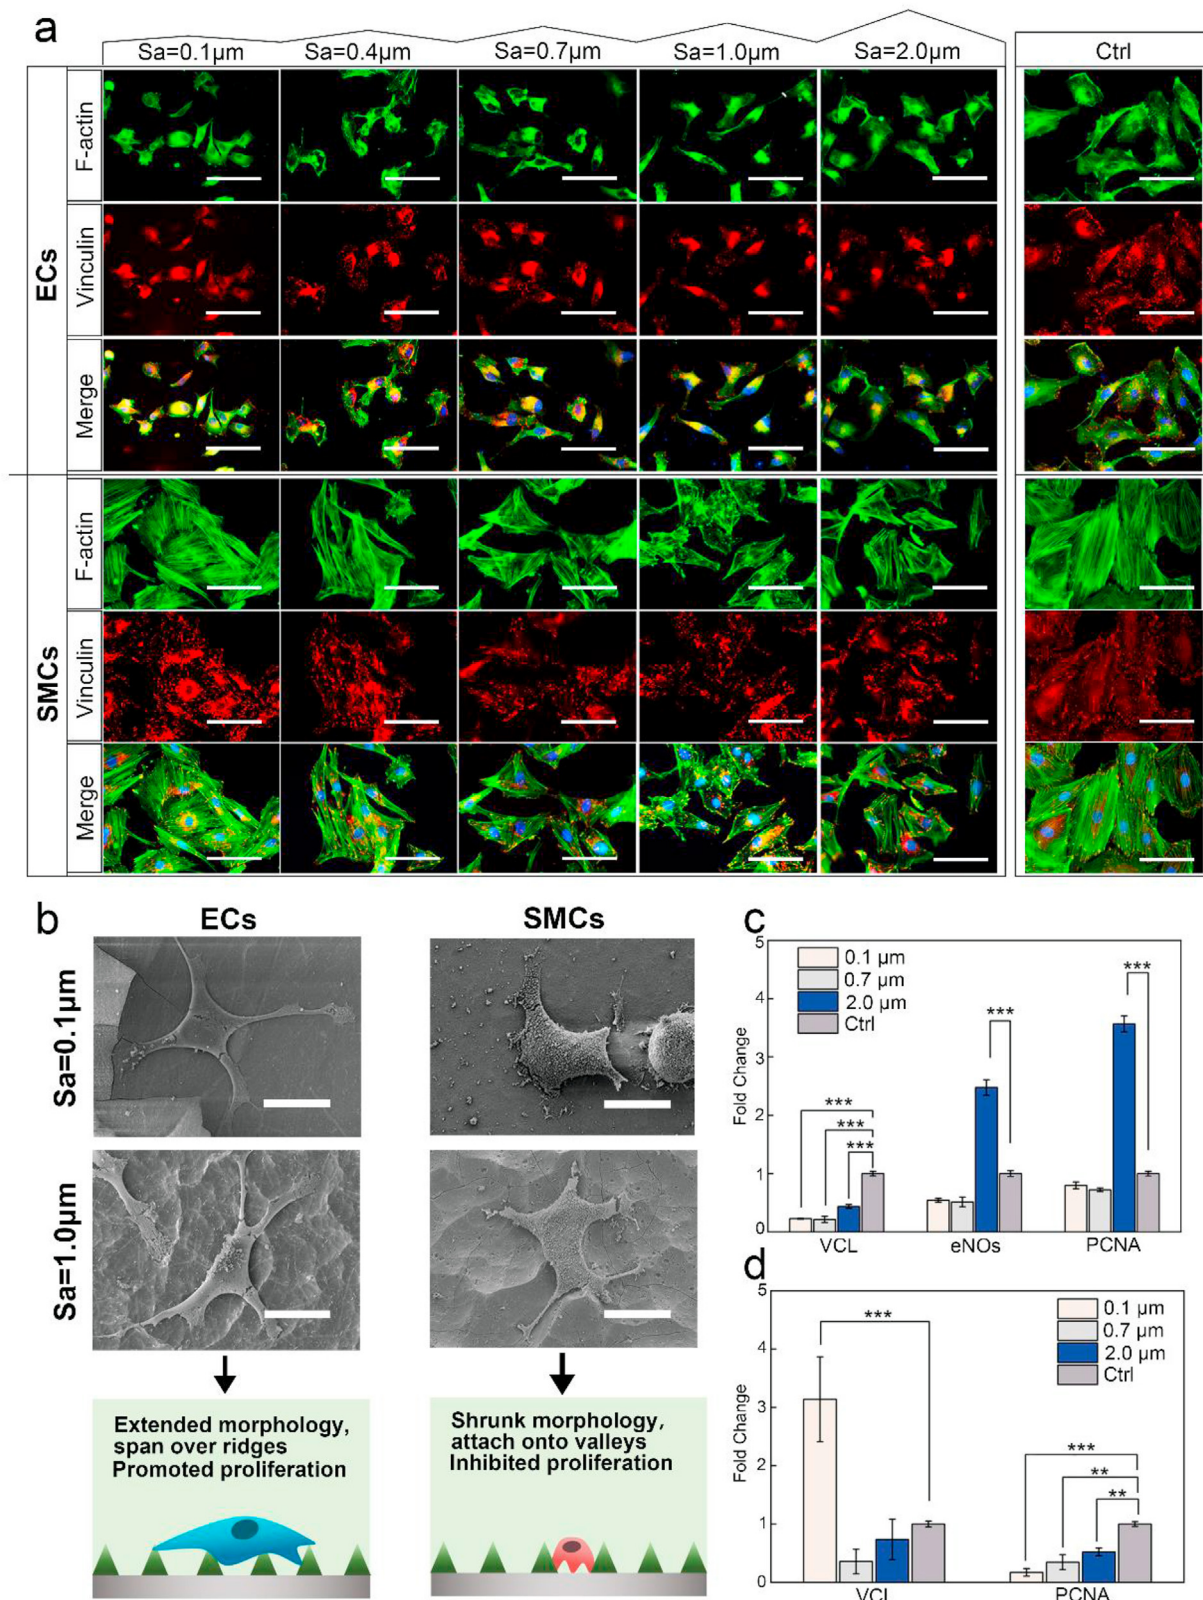 a
Sa=0.1μm Sa=0.4μm Sa=0.7μm Sa=1.0μm Sa=2.0μm Ctrl
ECs
F-actin
Vinculin
Merge
SMCs
F-actin
Vinculin
Merge
b
ECs SMCs
Sa=0.1μm
Sa=1.0μm
Extended morphology,
span over ridges
Promoted proliferation
Shrunk morphology,
attach onto valleys
Inhibited proliferation
c
Fold Change
5
4
3
2
1
0
0.1 μm
0.7 μm
2.0 μm
Ctrl
***
***
***
***
***
VCL eNOs PCNA
d
Fold Change
5
4
3
2
1
0
0.1 μm
0.7 μm
2.0 μm
Ctrl
***
***
**
**
VCL PCNA